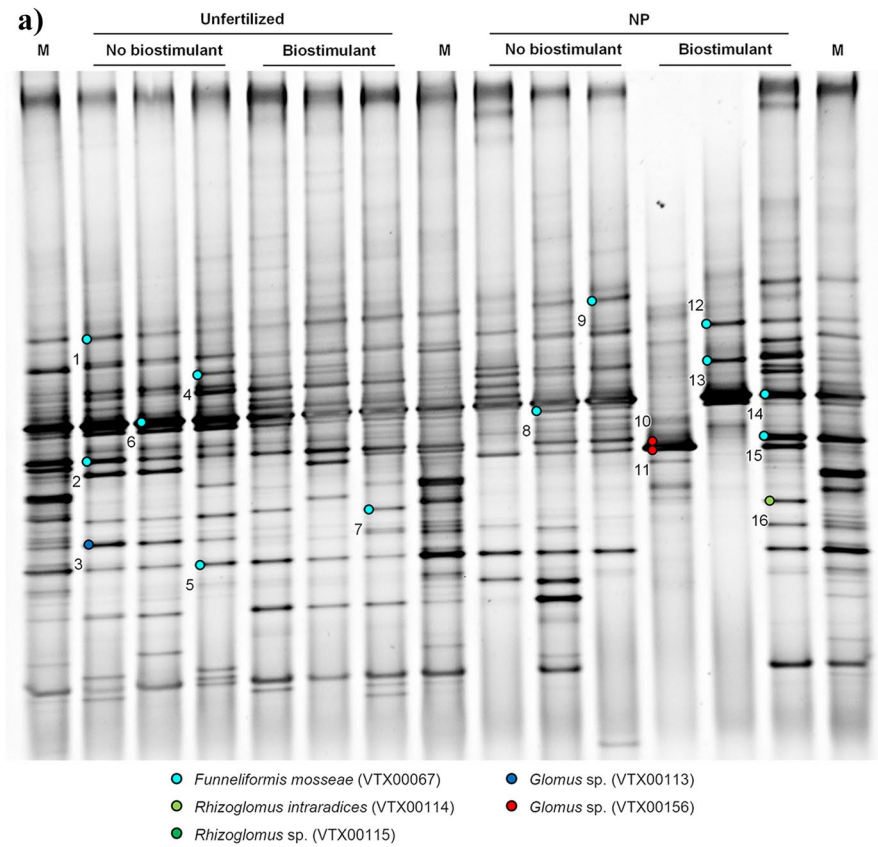 a)
Unfertilized NP
M No biostimulant Biostimulant M No biostimulant Biostimulant M
1
2
3
4
5
6
7
8
9
10
11
12
13
14
15
16
Funneliformis mosseae (VTX00067)
Rhizoglomus intraradices (VTX00114)
Rhizoglomus sp. (VTX00115)
Glomus sp. (VTX00113)
Glomus sp. (VTX00156)